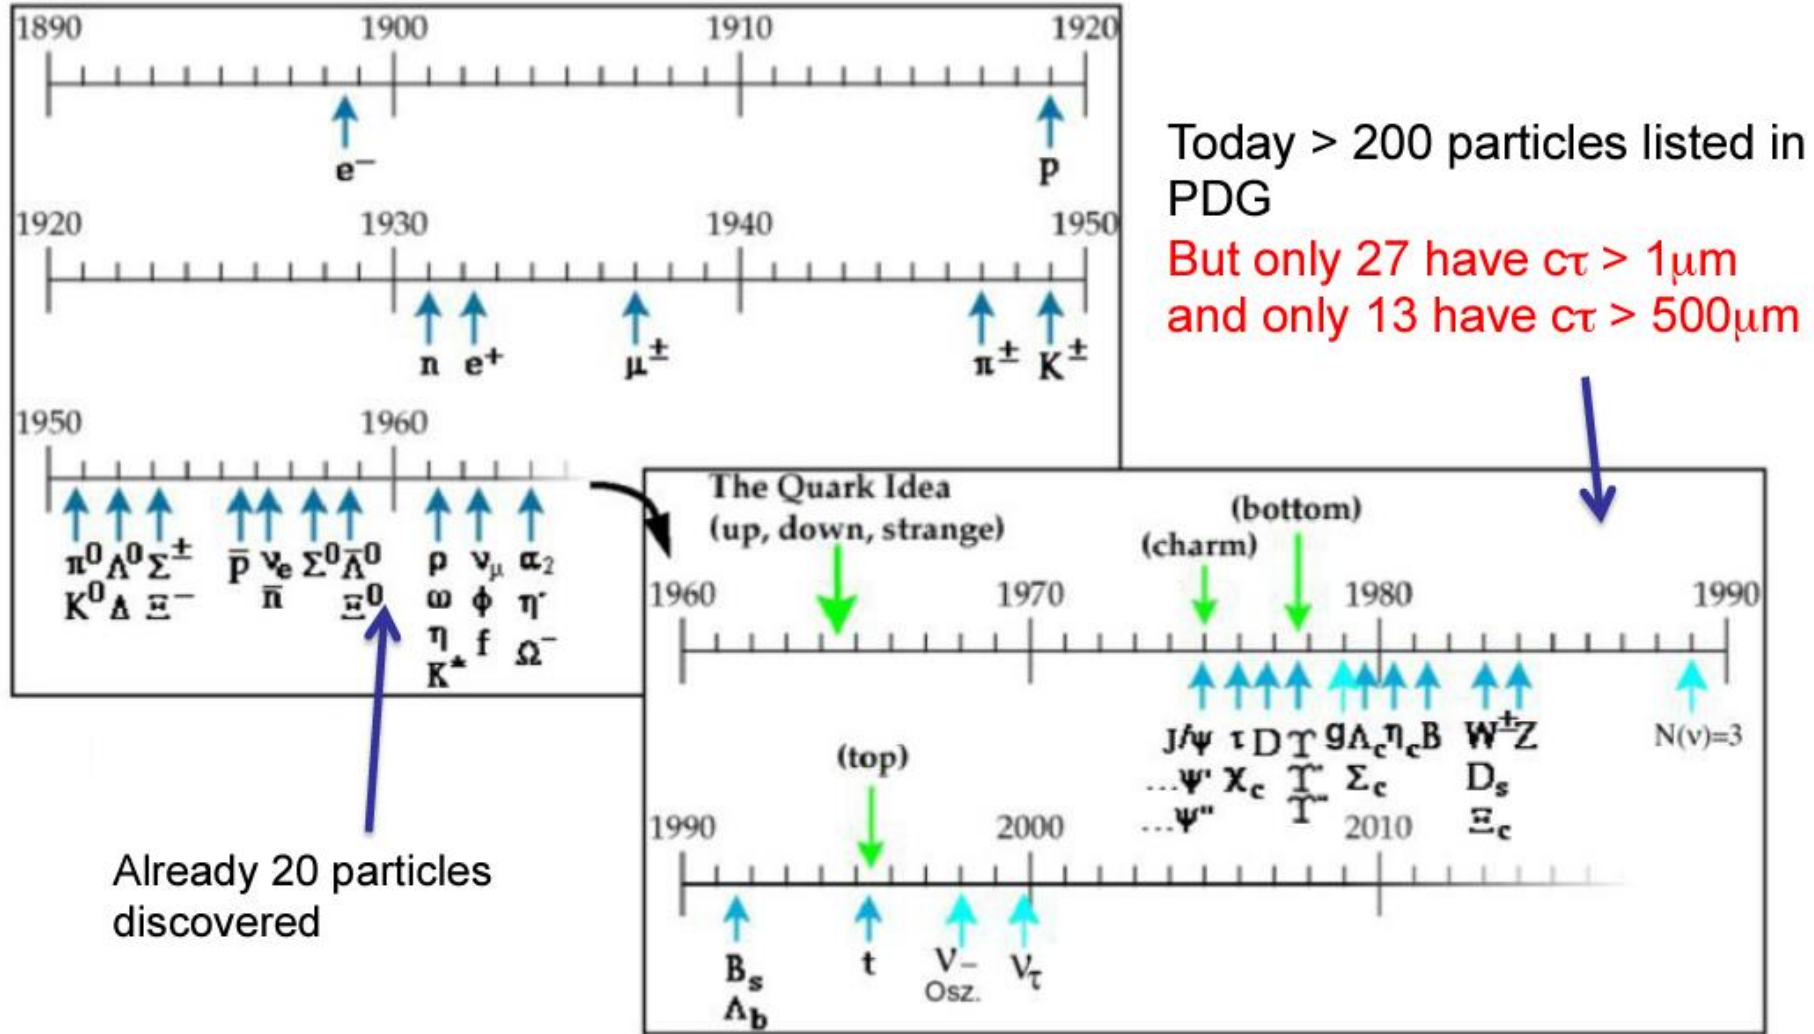 1890 1900 1910 1920
e⁻ p
1920 1930 1940 1950
n e⁺ μ± π± K±
1950 1960
π⁰ Λ⁰ Σ± p̅ νe Σ⁰ Λ̅⁰ ρ νμ α₂
K⁰ Δ Ξ⁻ n̅ Ξ⁰ ω ϕ η'
η f Ω⁻
K*
Today > 200 particles listed in
PDG
But only 27 have cτ > 1μm
and only 13 have cτ > 500μm
Already 20 particles
discovered
The Quark Idea
(up, down, strange)
(charm)
(bottom)
1960 1970 1980 1990
J/ψ τ D ϒ g Λc ηc B W± Z N(ν)=3
...ψ' χc ϒ' Σc Ds
...ψ'' ϒ'' Ξc
(top)
1990 2000 2010
Bs t V– ντ
Λb Osz.